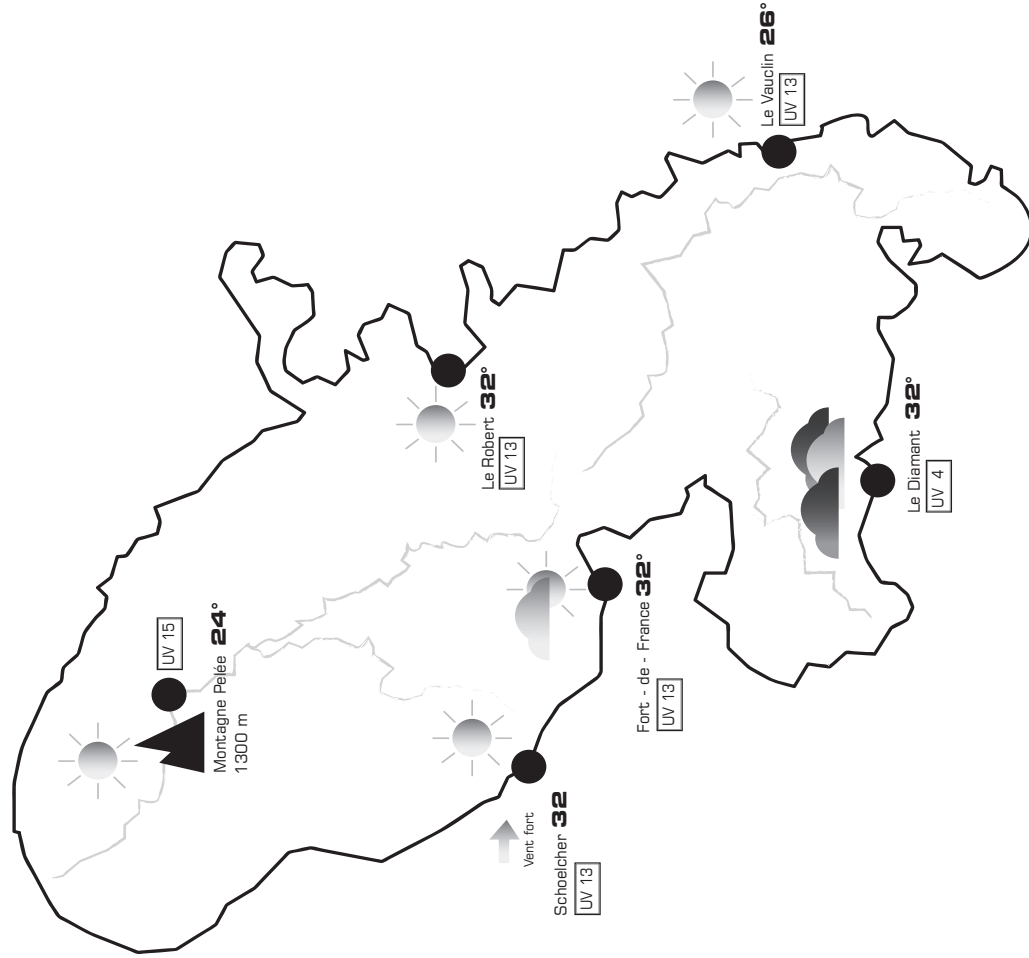 UV 15
Montagne Pelée 24°
1300 m
Le Robert 32°
UV 13
Le Vauclin 26°
UV 13
Vent fort
Schoelcher 32
UV 13
Fort - de - France 32°
UV 13
Le Diamant 32°
UV 4